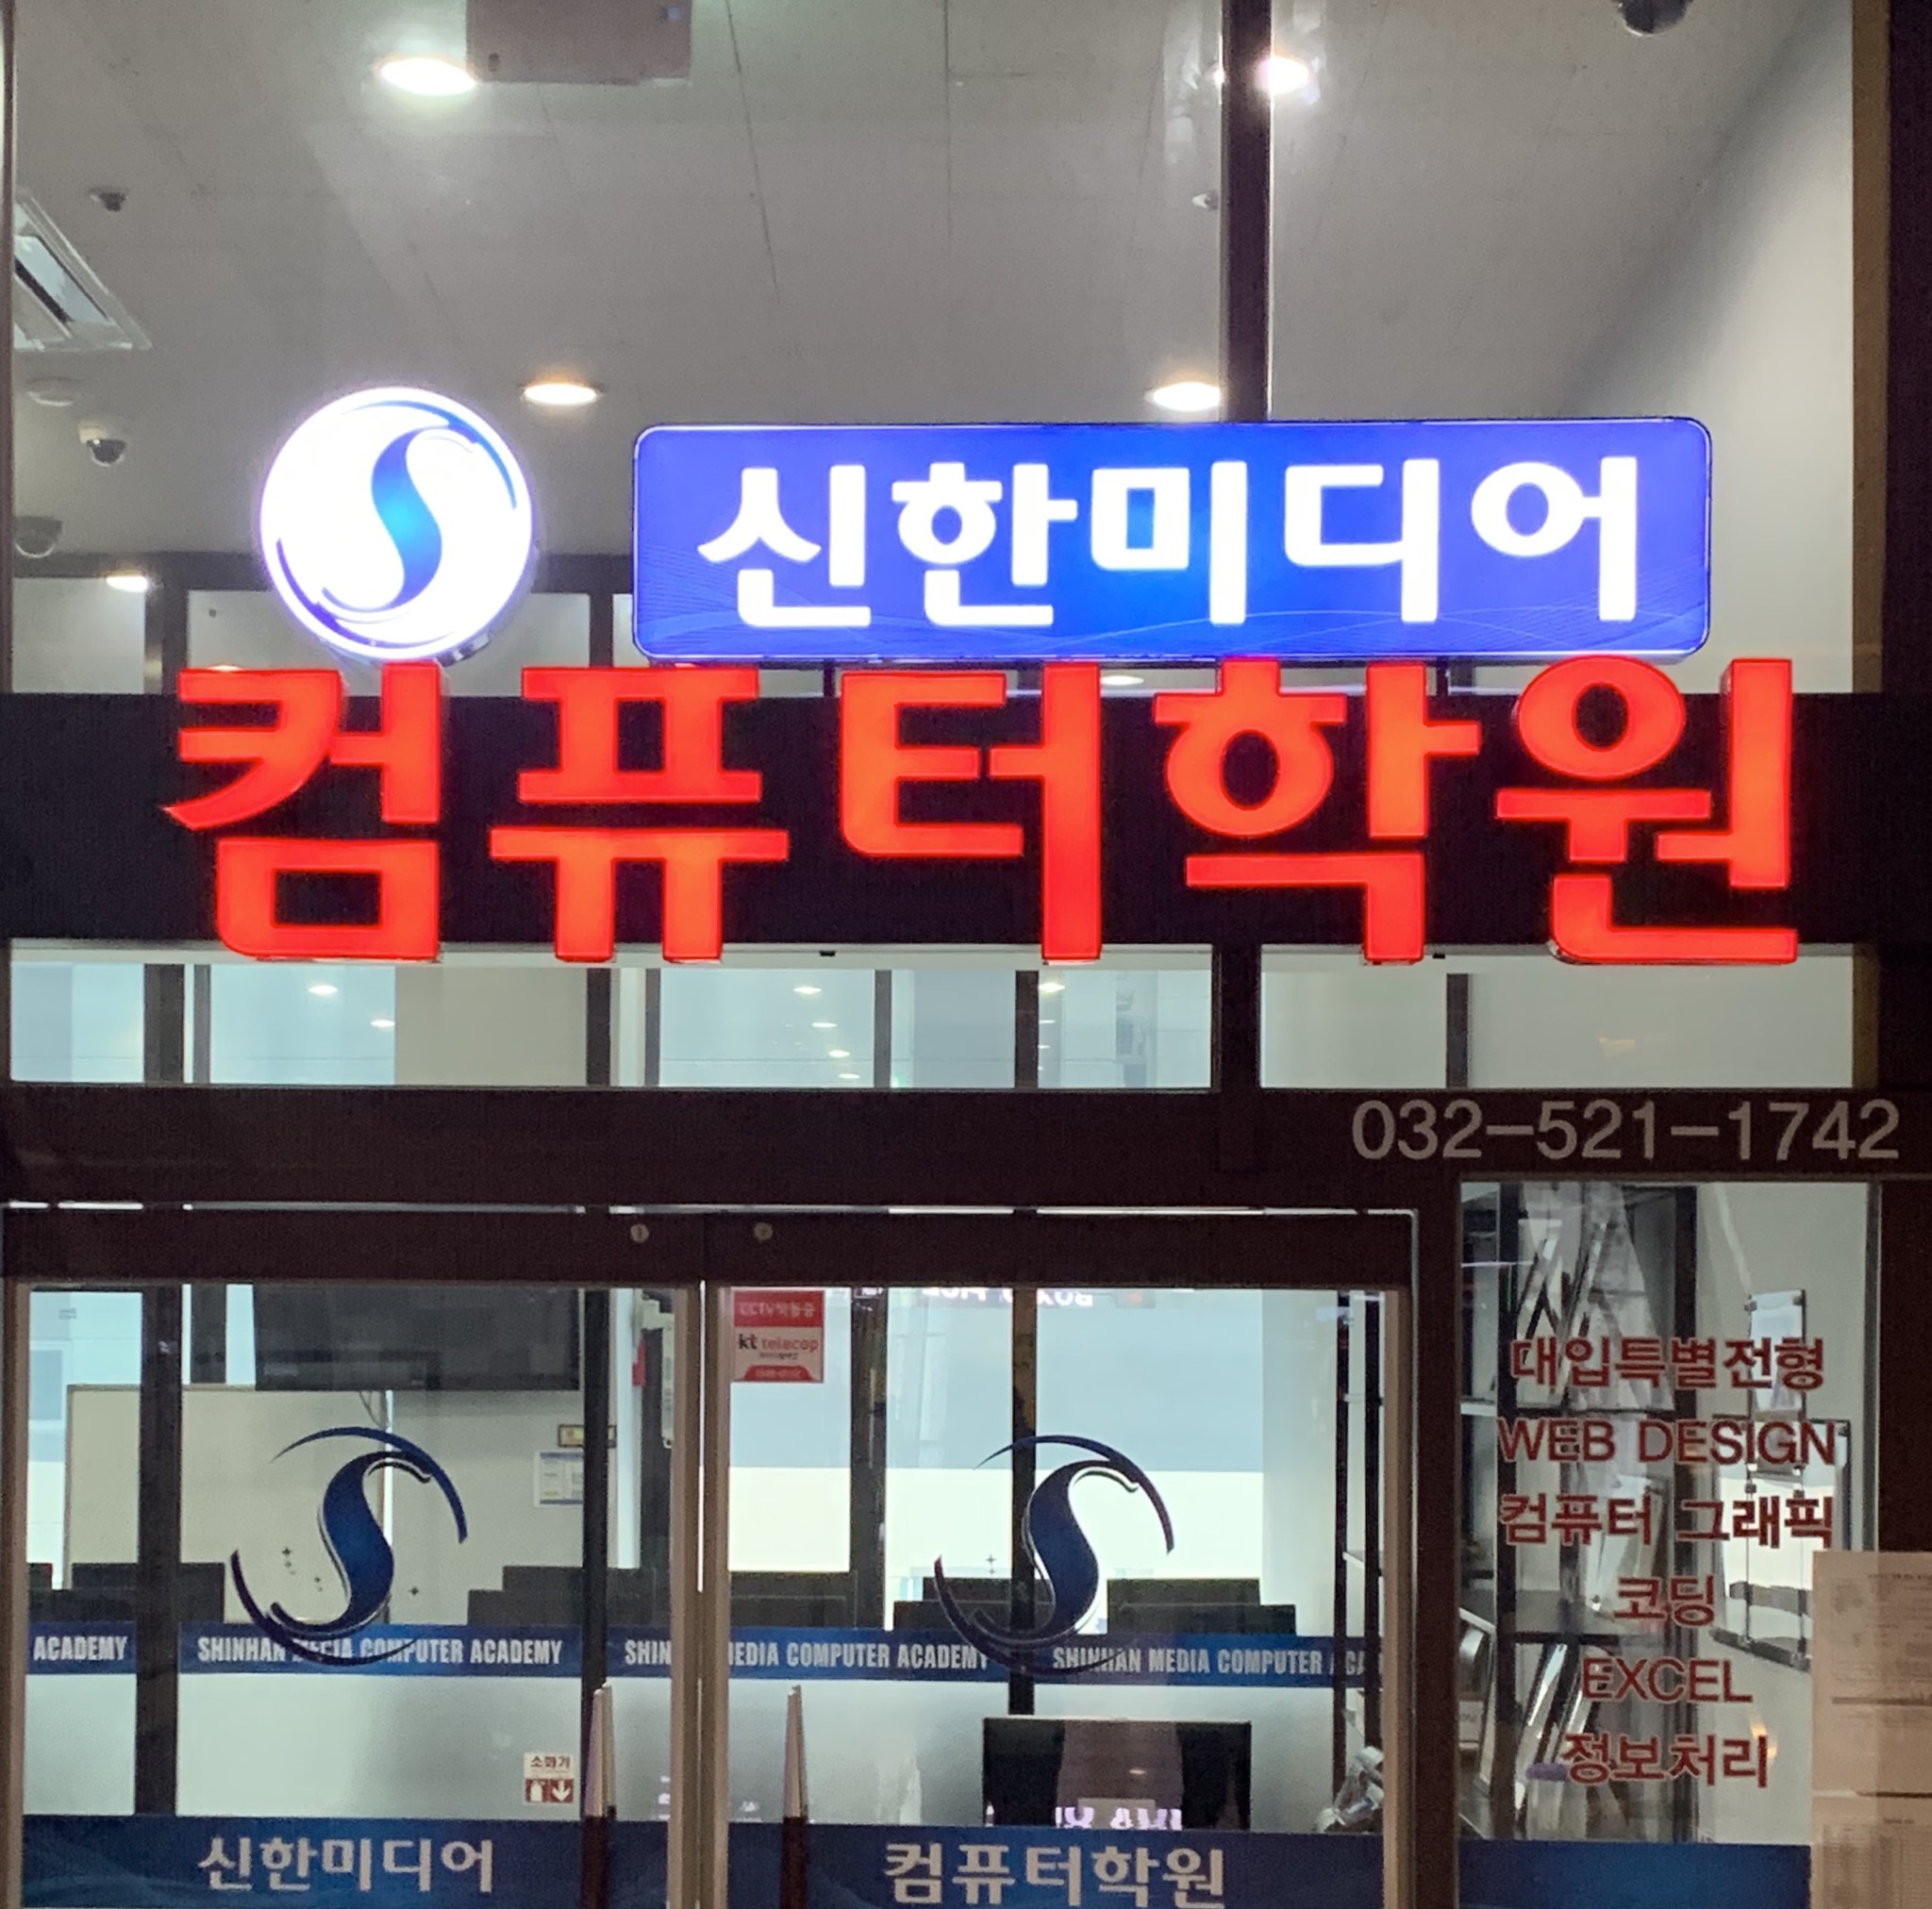 신한미디어
컴퓨터학원
032-521-1742
kt telecop
대입특별전형
WEB DESIGN
컴퓨터 그래픽
코딩
EXCEL
정보처리
ACADEMY
SHINHAN MEDIA COMPUTER ACADEMY
SHINHAN MEDIA COMPUTER ACADEMY
SHINHAN MEDIA COMPUTER ACA
소화기
신한미디어
컴퓨터학원